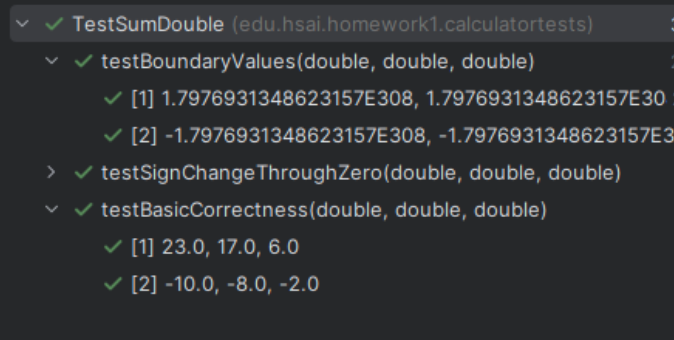 TestSumDouble (edu.hsai.homework1.calculatortests)
testBoundaryValues(double, double, double)
[1] 1.7976931348623157E308, 1.7976931348623157E30
[2] -1.7976931348623157E308, -1.7976931348623157E3
testSignChangeThroughZero(double, double, double)
testBasicCorrectness(double, double, double)
[1] 23.0, 17.0, 6.0
[2] -10.0, -8.0, -2.0